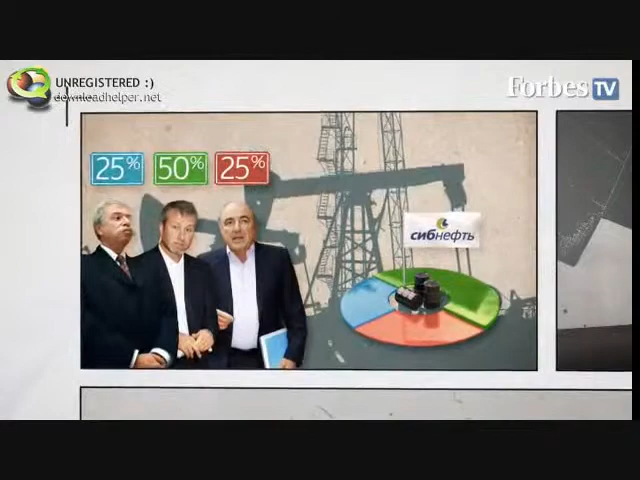 UNREGISTERED :)
downloadhelper.net
Forbes TV
25% 50% 25%
сибнефть